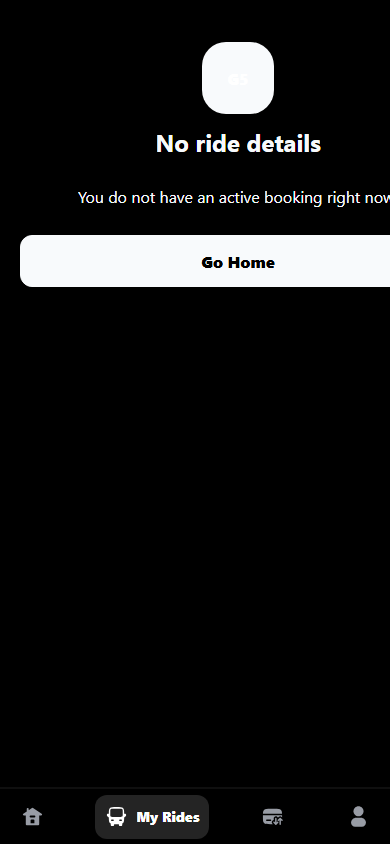 No ride details
You do not have an active booking right now
Go Home
My Rides